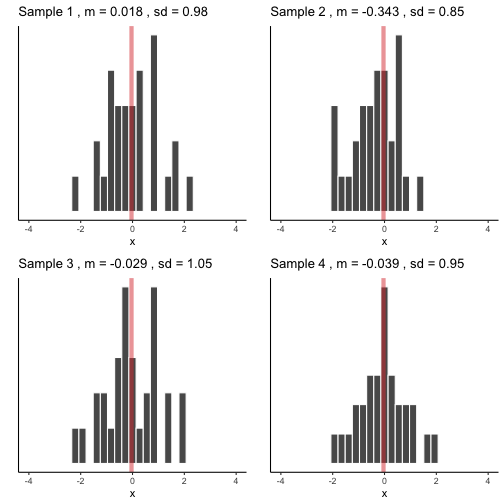 Sample 1 , m = 0.018 , sd = 0.98
-4 -2 0 2 4
x
Sample 2 , m = -0.343 , sd = 0.85
-4 -2 0 2 4
x
Sample 3 , m = -0.029 , sd = 1.05
-4 -2 0 2 4
x
Sample 4 , m = -0.039 , sd = 0.95
-4 -2 0 2 4
x